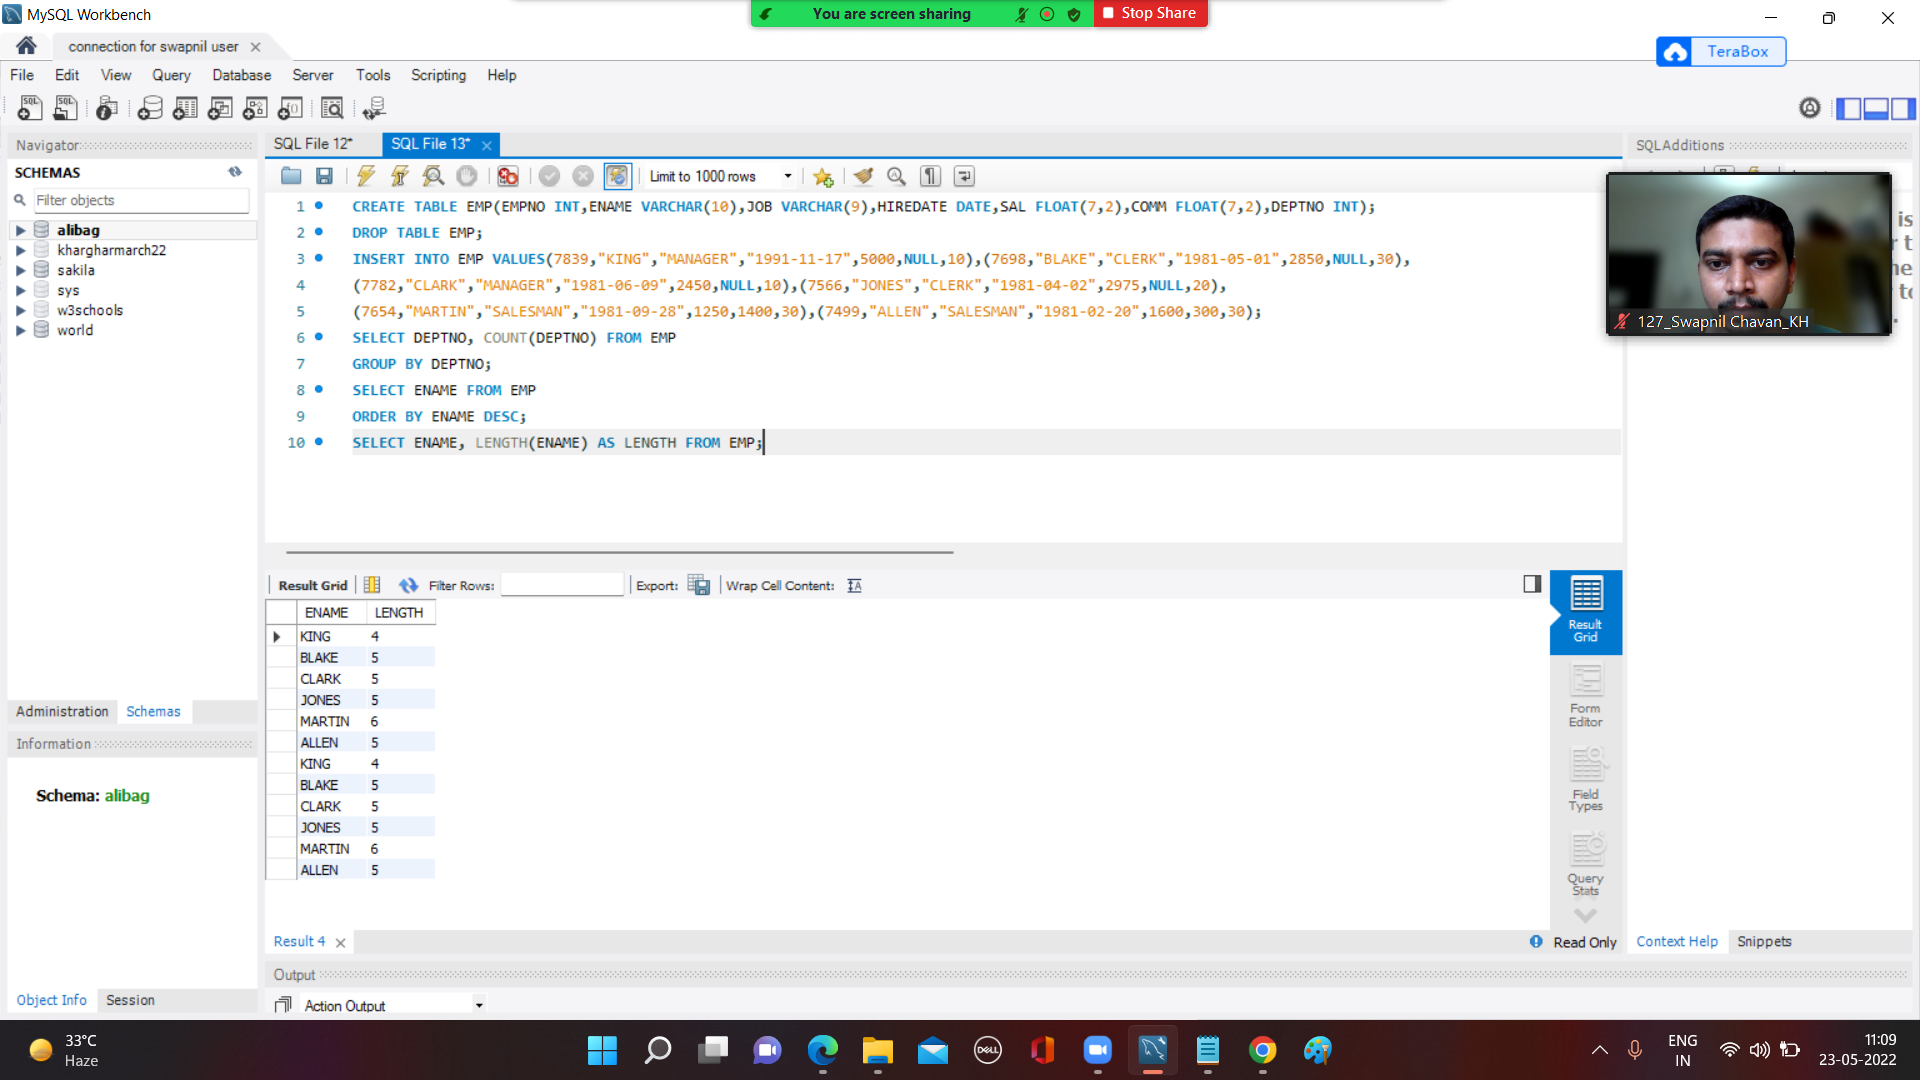 MySQL Workbench
You are screen sharing
Stop Share
connection for swapnil user
TeraBox
File Edit View Query Database Server Tools Scripting Help
Navigator
SQL File 12*
SQL File 13*
SQLAdditions
SCHEMAS
Limit to 1000 rows
Filter objects
alibag
khargharmarch22
sakila
sys
w3schools
world
1 CREATE TABLE EMP(EMPNO INT,ENAME VARCHAR(10),JOB VARCHAR(9),HIREDATE DATE,SAL FLOAT(7,2),COMM FLOAT(7,2),DEPTNO INT);
2 DROP TABLE EMP;
3 INSERT INTO EMP VALUES(7839,"KING","MANAGER","1991-11-17",5000,NULL,10),(7698,"BLAKE","CLERK","1981-05-01",2850,NULL,30),
4 (7782,"CLARK","MANAGER","1981-06-09",2450,NULL,10),(7566,"JONES","CLERK","1981-04-02",2975,NULL,20),
5 (7654,"MARTIN","SALESMAN","1981-09-28",1250,1400,30),(7499,"ALLEN","SALESMAN","1981-02-20",1600,300,30);
6 SELECT DEPTNO, COUNT(DEPTNO) FROM EMP
7 GROUP BY DEPTNO;
8 SELECT ENAME FROM EMP
9 ORDER BY ENAME DESC;
10 SELECT ENAME, LENGTH(ENAME) AS LENGTH FROM EMP;
is
127_Swapnil Chavan_KH
Result Grid
Filter Rows:
Export:
Wrap Cell Content:
ENAME LENGTH
KING 4
BLAKE 5
CLARK 5
JONES 5
MARTIN 6
ALLEN 5
KING 4
BLAKE 5
CLARK 5
JONES 5
MARTIN 6
ALLEN 5
Result
Grid
Form
Editor
Field
Types
Query
Stats
Administration Schemas
Information
Schema: alibag
Result 4
Read Only
Context Help Snippets
Output
Object Info Session
Action Output
33°C
Haze
DELL
ENG
IN
11:09
23-05-2022